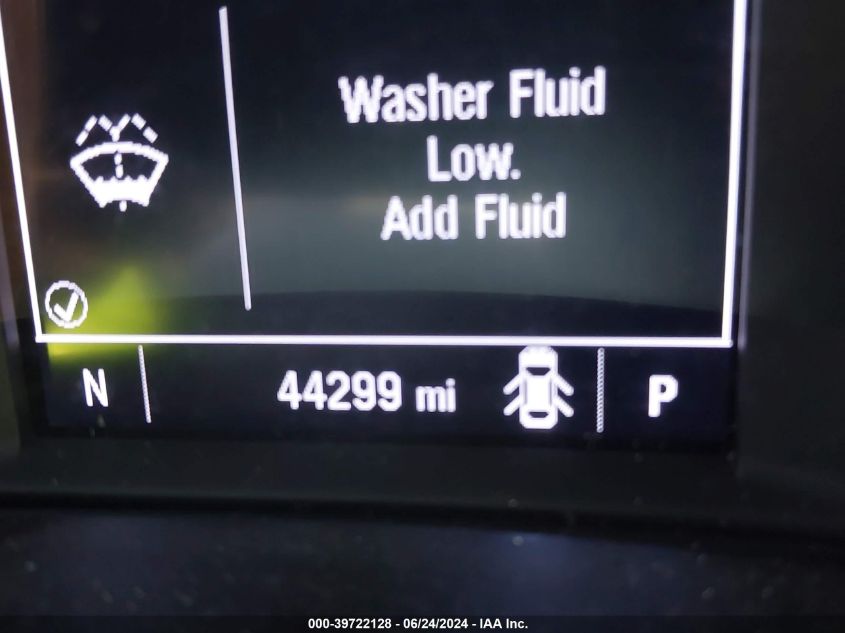 Washer Fluid
Low.
Add Fluid
N 44299 mi P
000-39722128 - 06/24/2024 - IAA Inc.